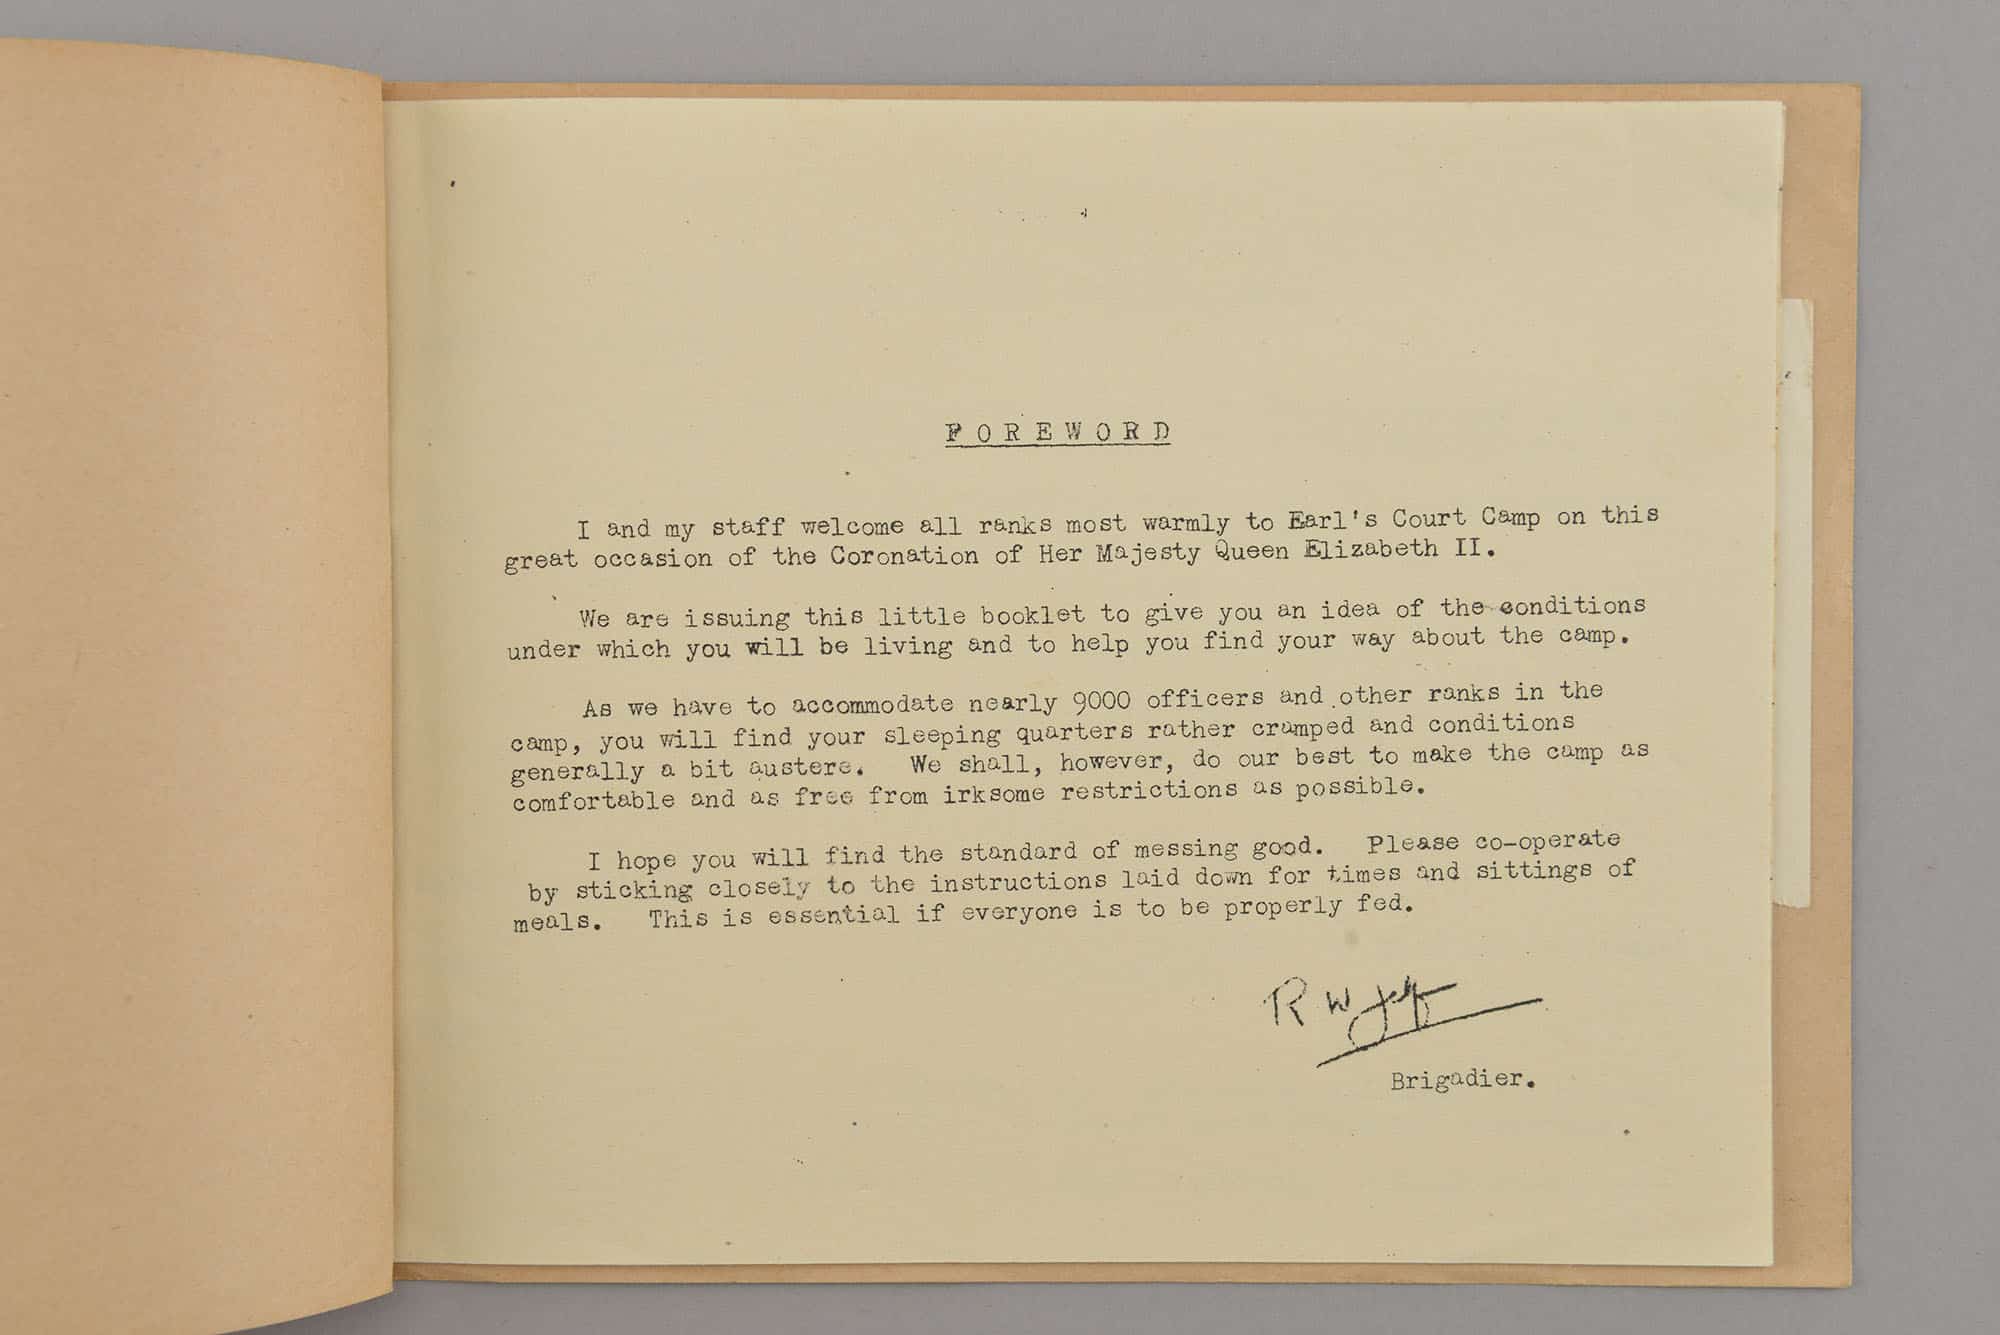 FOREWORD
I and my staff welcome all ranks most warmly to Earl's Court Camp on this
great occasion of the Coronation of Her Majesty Queen Elizabeth II.
We are issuing this little booklet to give you an idea of the conditions
under which you will be living and to help you find your way about the camp.
As we have to accommodate nearly 9000 officers and other ranks in the
camp, you will find your sleeping quarters rather cramped and conditions
generally a bit austere. We shall, however, do our best to make the camp as
comfortable and as free from irksome restrictions as possible.
I hope you will find the standard of messing good. Please co-operate
by sticking closely to the instructions laid down for times and sittings of
meals. This is essential if everyone is to be properly fed.
R W
Brigadier.